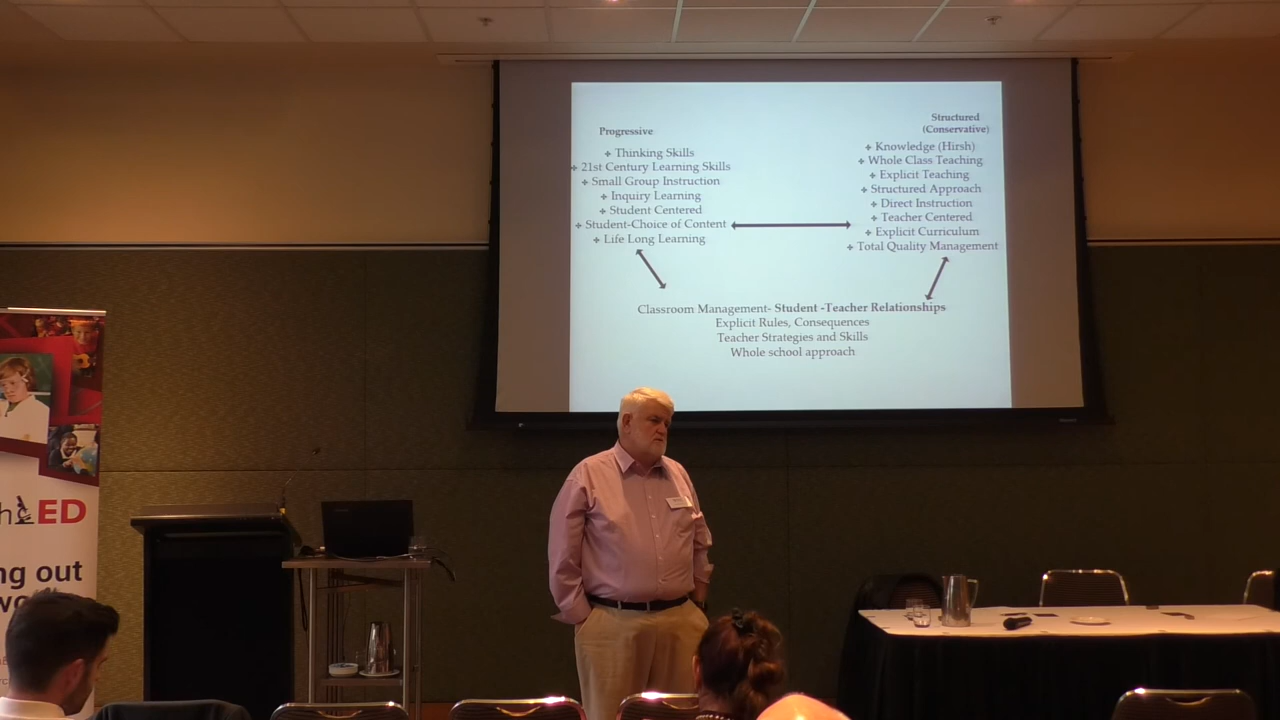 Progressive
+ Thinking Skills
+ 21st Century Learning Skills
+ Small Group Instruction
+ Inquiry Learning
+ Student Centered
+ Student-Choice of Content
+ Life Long Learning
Structured
(Conservative)
+ Knowledge (Hirsh)
+ Whole Class Teaching
+ Explicit Teaching
+ Structured Approach
+ Direct Instruction
+ Teacher Centered
+ Explicit Curriculum
+ Total Quality Management
Classroom Management- Student -Teacher Relationships
Explicit Rules, Consequences
Teacher Strategies and Skills
Whole school approach
h ED
ng out